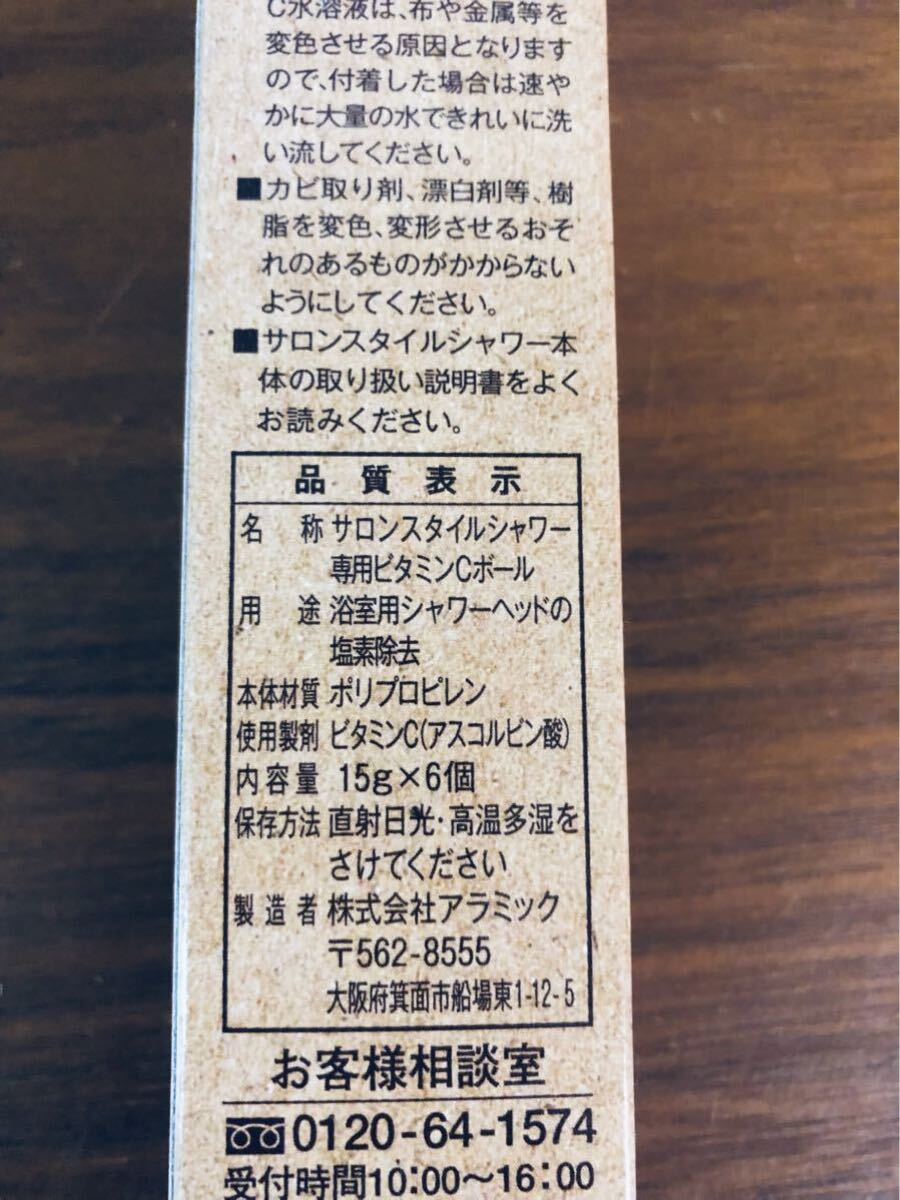 C水溶液は、布や金属等を
変色させる原因となります
ので、付着した場合は速や
かに大量の水できれいに洗
い流してください。
■カビ取り剤、漂白剤等、樹
脂を変色、変形させるおそ
れのあるものがかからない
ようにしてください。
■サロンスタイルシャワー本
体の取り扱い説明書をよく
お読みください。
品質表示
名称 サロンスタイルシャワー
専用ビタミンCボール
用途 浴室用シャワーヘッドの
塩素除去
本体材質 ポリプロピレン
使用製剤 ビタミンC(アスコルビン酸)
内容量 15g×6個
保存方法 直射日光・高温多湿を
さけてください
製造者 株式会社アラミック
〒562-8555
大阪府箕面市船場東1-12-5
お客様相談室
0120-64-1574
受付時間10:00〜16:00